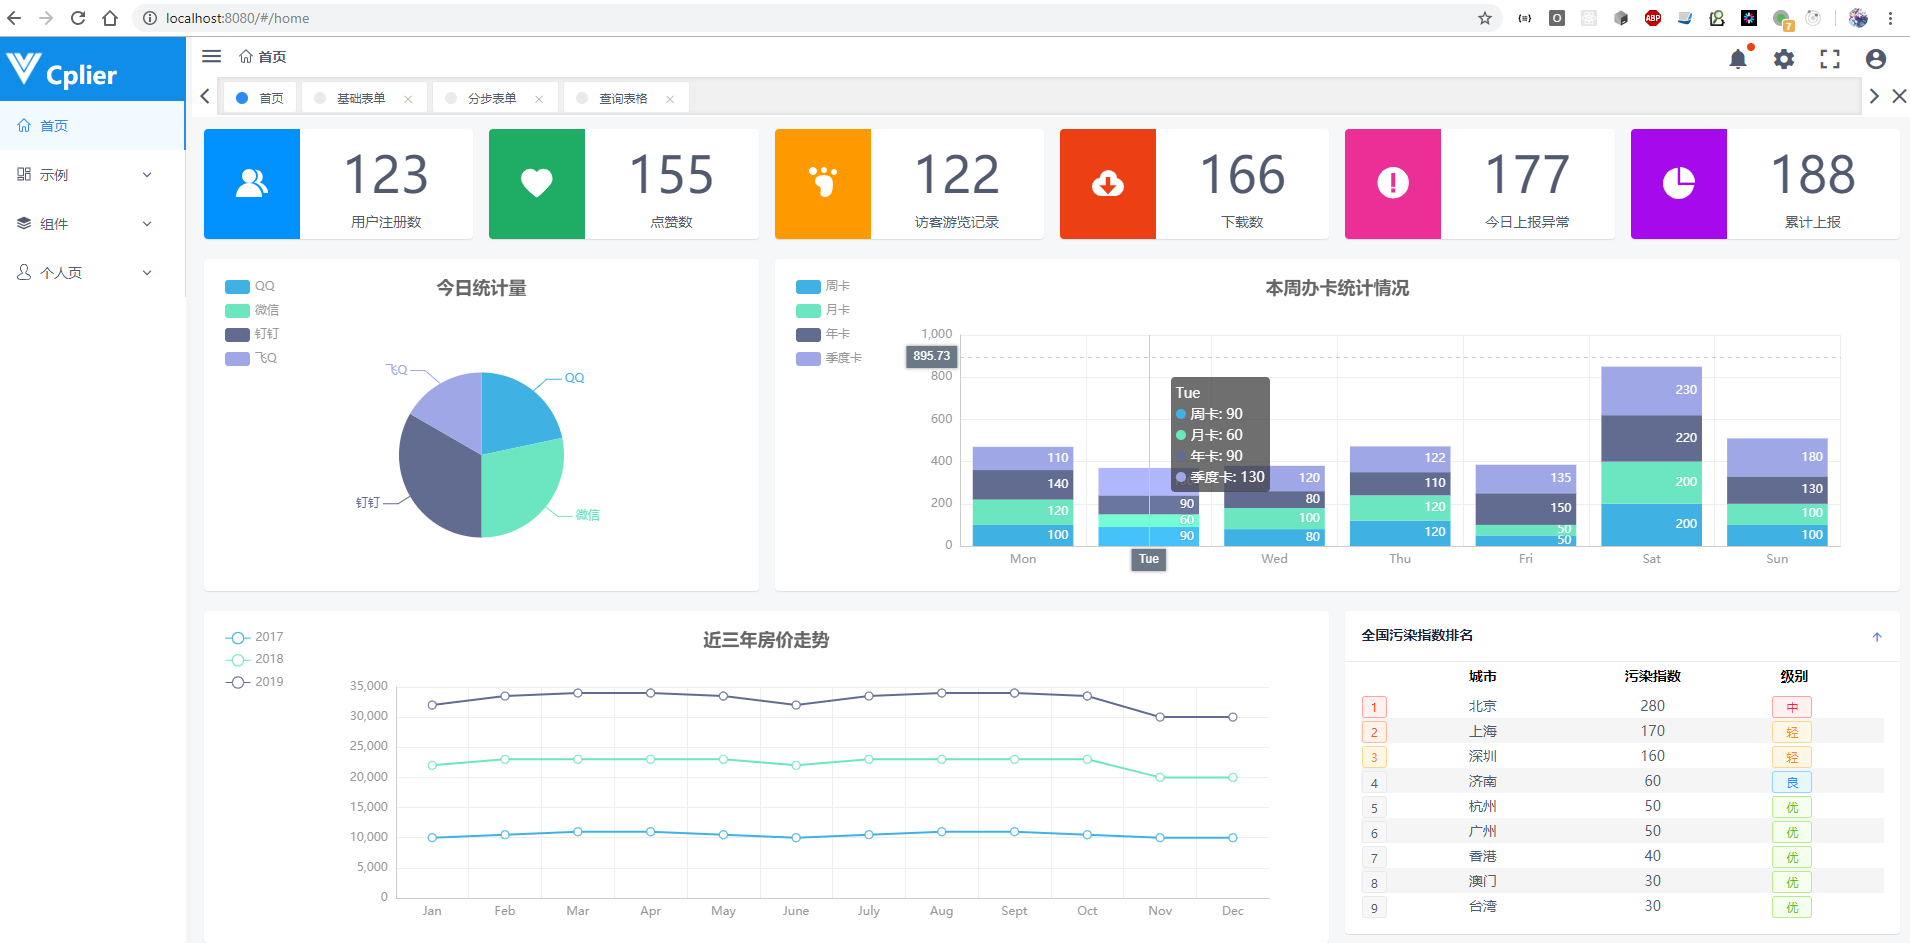 localhost:8080/#/home
ABP
7
Cplier
首页
首页
基础表单
分步表单
查询表格
首页
示例
组件
个人页
123
用户注册数
155
点赞数
122
访客游览记录
166
下载数
177
今日上报异常
188
累计上报
今日统计量
QQ
微信
钉钉
飞Q
飞Q
QQ
钉钉
微信
本周办卡统计情况
周卡
月卡
年卡
季度卡
1,000
895.73
800
600
400
200
0
Tue
周卡: 90
月卡: 60
年卡: 90
季度卡: 130
110
140
120
100
90
60
90
120
80
100
80
122
110
120
120
135
150
50
50
230
220
200
200
180
130
100
100
Mon
Tue
Wed
Thu
Fri
Sat
Sun
近三年房价走势
2017
2018
2019
35,000
30,000
25,000
20,000
15,000
10,000
5,000
0
Jan Feb Mar Apr May June July Aug Sept Oct Nov Dec
全国污染指数排名
城市 污染指数 级别
1 北京 280 中
2 上海 170 轻
3 深圳 160 轻
4 济南 60 良
5 杭州 50 优
6 广州 50 优
7 香港 40 优
8 澳门 30 优
9 台湾 30 优